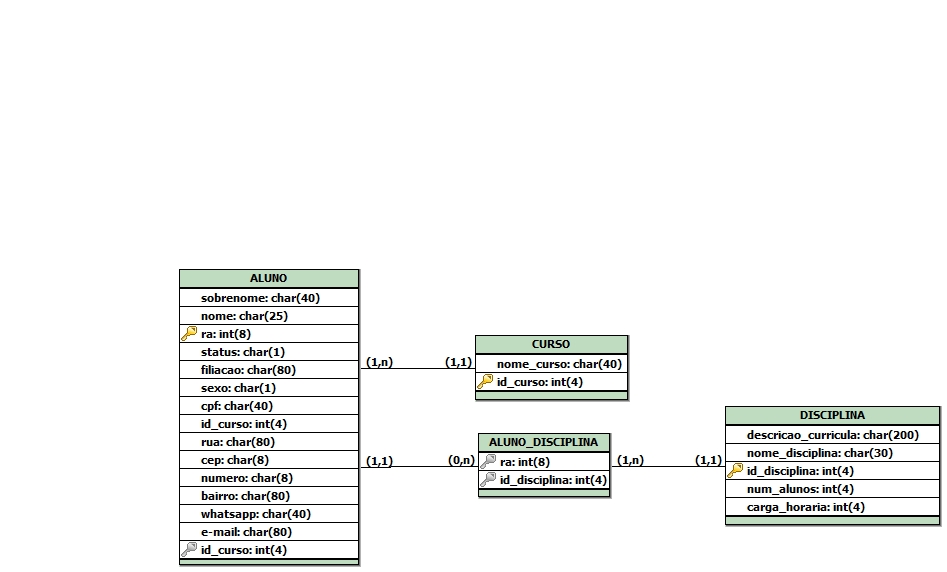 ALUNO
sobrenome: char(40)
nome: char(25)
ra: int(8)
status: char(1)
filiacao: char(80)
sexo: char(1)
cpf: char(40)
id_curso: int(4)
rua: char(80)
cep: char(8)
numero: char(8)
bairro: char(80)
whatsapp: char(40)
e-mail: char(80)
id_curso: int(4)
(1,n)
(1,1)
CURSO
nome_curso: char(40)
id_curso: int(4)
(1,1)
(0,n)
ALUNO_DISCIPLINA
ra: int(8)
id_disciplina: int(4)
(1,n)
(1,1)
DISCIPLINA
descricao_curricula: char(200)
nome_disciplina: char(30)
id_disciplina: int(4)
num_alunos: int(4)
carga_horaria: int(4)